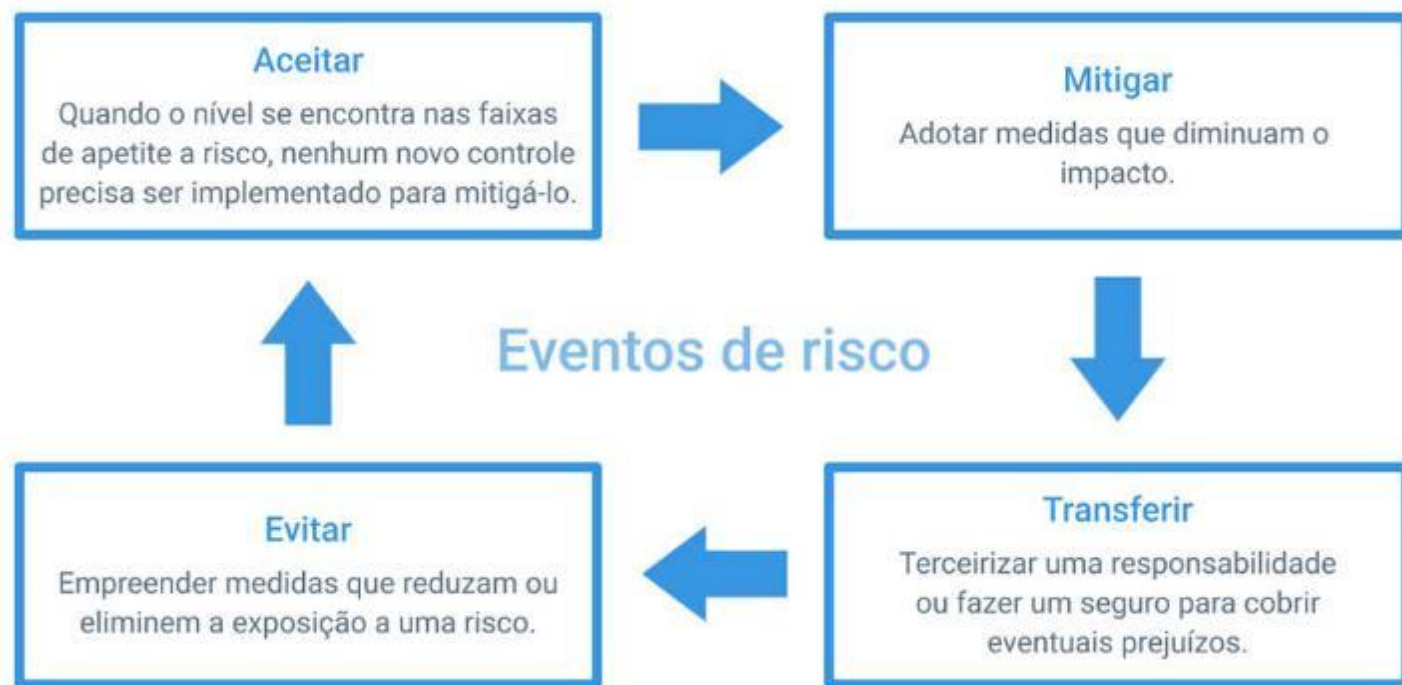 Aceitar
Quando o nível se encontra nas faixas
de apetite a risco, nenhum novo controle
precisa ser implementado para mitigá-lo.
Mitigar
Adotar medidas que diminuam o
impacto.
Eventos de risco
Evitar
Empreender medidas que reduzam ou
eliminem a exposição a uma risco.
Transferir
Terceirizar uma responsabilidade
ou fazer um seguro para cobrir
eventuais prejuízos.